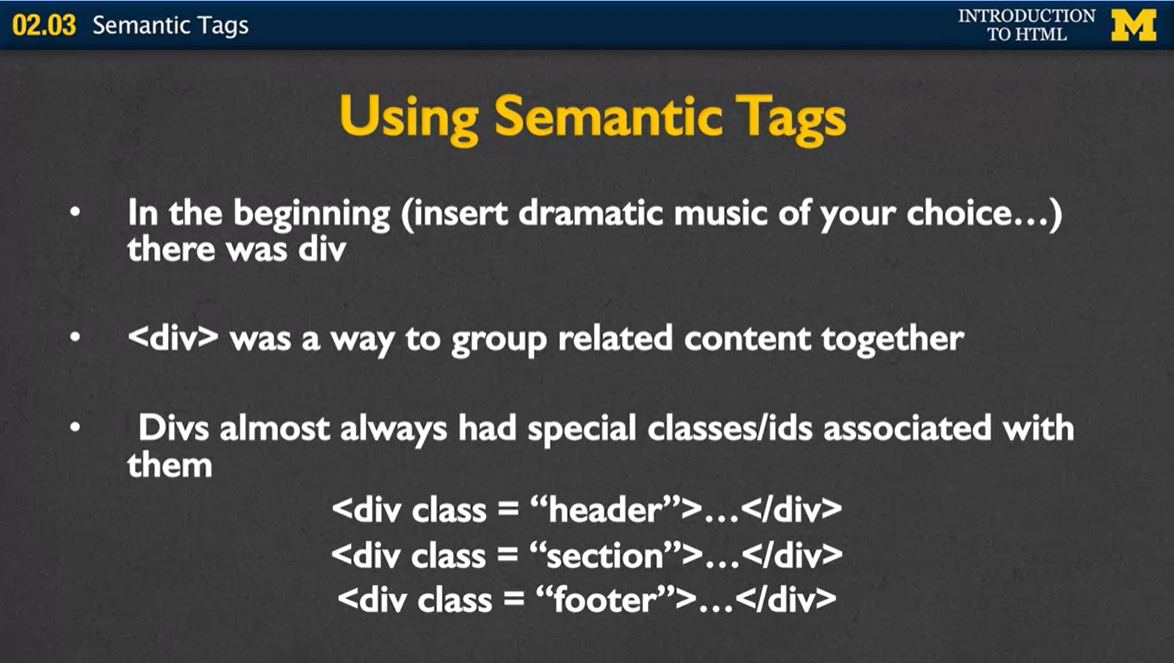 02.03 Semantic Tags
INTRODUCTION
TO HTML
M
Using Semantic Tags
• In the beginning (insert dramatic music of your choice…)
there was div
• <div> was a way to group related content together
• Divs almost always had special classes/ids associated with
them
<div class = “header”>…</div>
<div class = “section”>…</div>
<div class = “footer”>…</div>